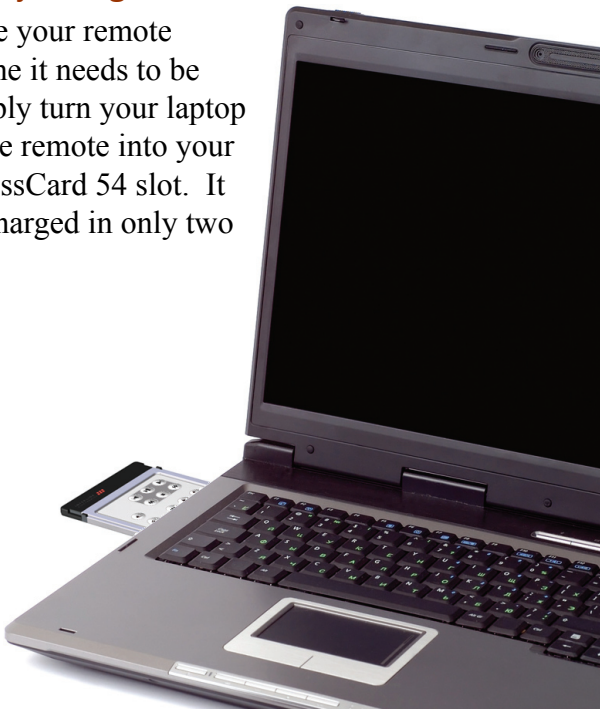 e your remote
ne it needs to be
ply turn your laptop
e remote into your
ssCard 54 slot. It
harged in only two